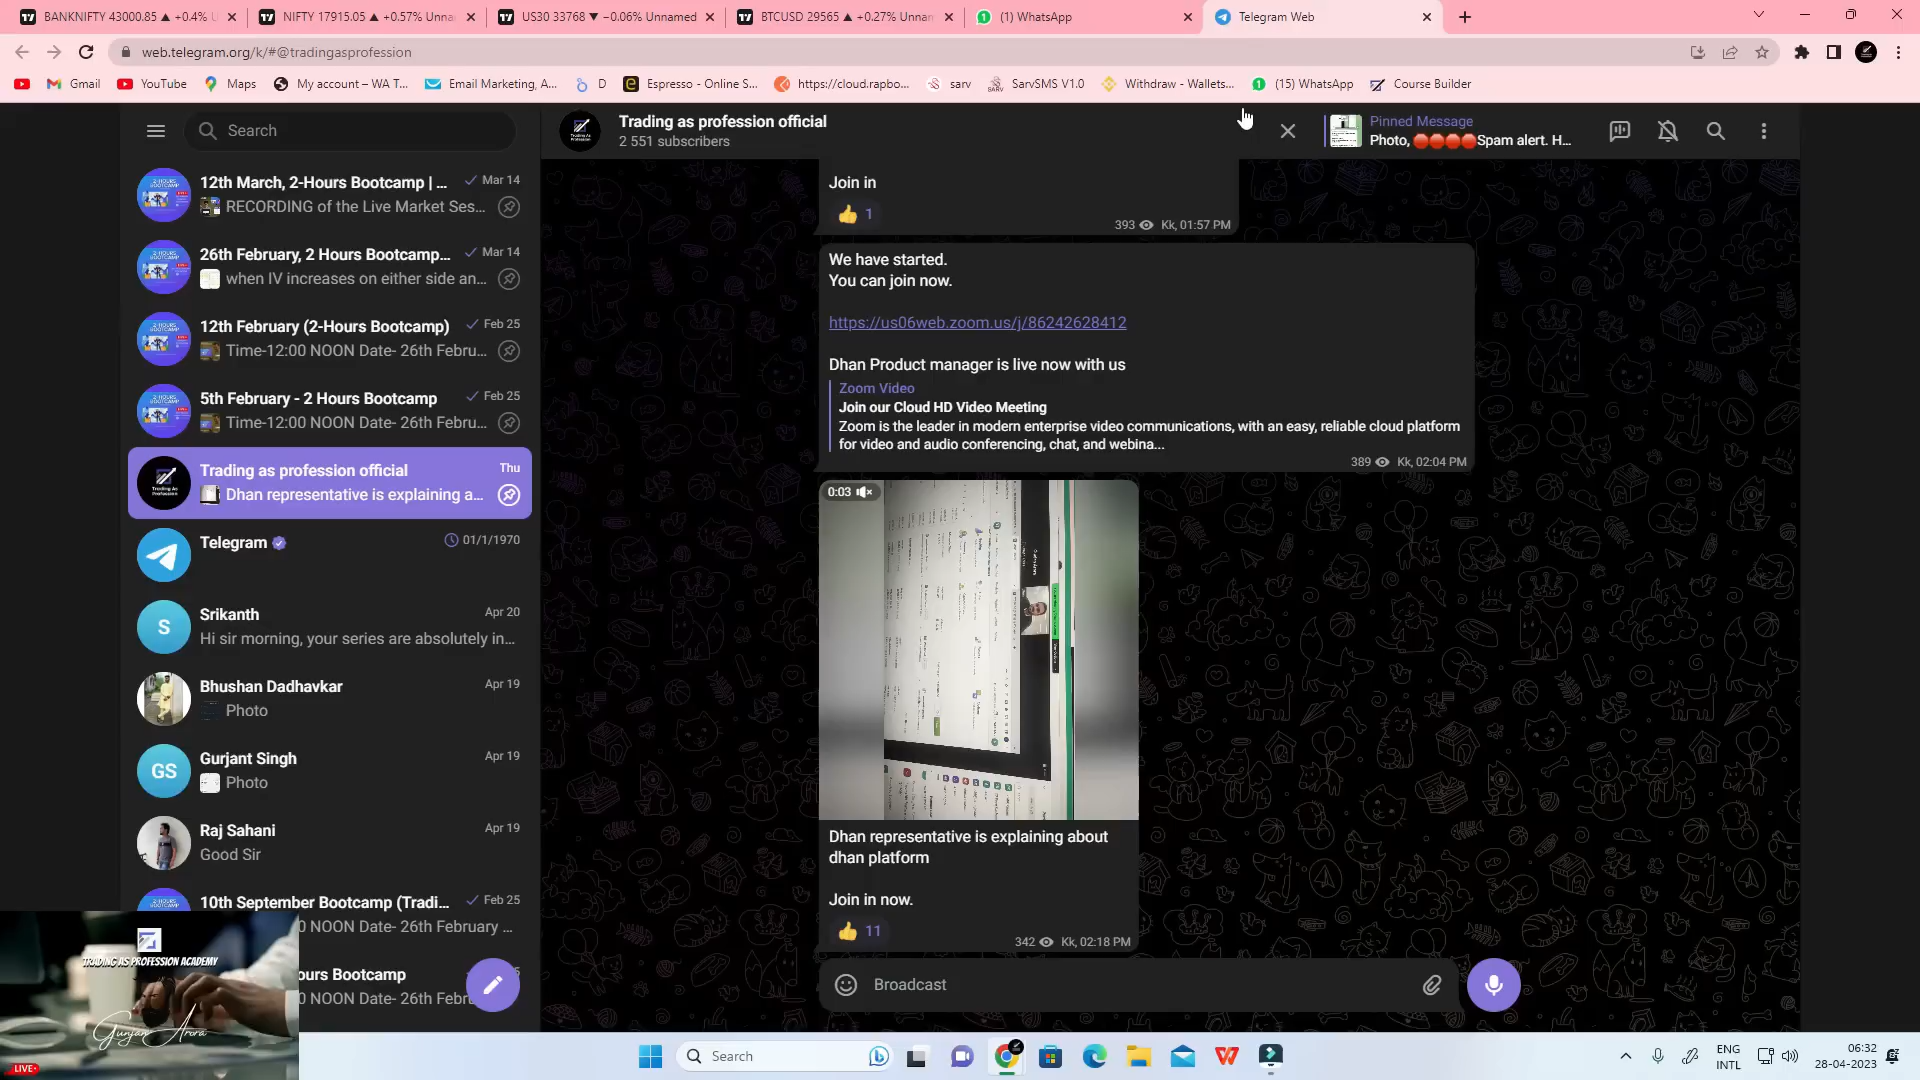 BANKNIFTY 43000.85 ▲ +0.4% U
NIFTY 17915.05 ▲ +0.57% Unna
US30 33768 ▼ −0.06% Unnamed
BTCUSD 29565 ▲ +0.27% Unnan
(1) WhatsApp
Telegram Web
web.telegram.org/k/#@tradingasprofession
Gmail
YouTube
Maps
My account – WA T...
Email Marketing, A...
D
Espresso - Online S...
https://cloud.rapbo...
sarv
SarvSMS V1.0
Withdraw - Wallets...
(15) WhatsApp
Course Builder
Search
Trading as profession official
2 551 subscribers
Pinned Message
Photo, 🔴🔴🔴🔴Spam alert. H...
12th March, 2-Hours Bootcamp | ...
Mar 14
RECORDING of the Live Market Ses...
26th February, 2 Hours Bootcamp...
Mar 14
when IV increases on either side an...
12th February (2-Hours Bootcamp)
Feb 25
Time-12:00 NOON Date- 26th Febru...
5th February - 2 Hours Bootcamp
Feb 25
Time-12:00 NOON Date- 26th Febru...
Trading as profession official
Thu
Dhan representative is explaining a...
Telegram
01/1/1970
S
Srikanth
Apr 20
Hi sir morning, your series are absolutely in...
Bhushan Dadhavkar
Apr 19
Photo
GS
Gurjant Singh
Apr 19
Photo
Raj Sahani
Apr 19
Good Sir
10th September Bootcamp (Tradi...
Feb 25
0 NOON Date- 26th February ...
ours Bootcamp
0 NOON Date- 26th Febr
Join in
👍 1
393 Kk, 01:57 PM
We have started.
You can join now.
https://us06web.zoom.us/j/86242628412
Dhan Product manager is live now with us
Zoom Video
Join our Cloud HD Video Meeting
Zoom is the leader in modern enterprise video communications, with an easy, reliable cloud platform
for video and audio conferencing, chat, and webina...
389 Kk, 02:04 PM
0:03
Dhan representative is explaining about
dhan platform
Join in now.
👍 11
342 Kk, 02:18 PM
Broadcast
TRADING AS PROFESSION ACADEMY
Gunjan Arora
LIVE
Search
ENG
INTL
06:32
28-04-2023